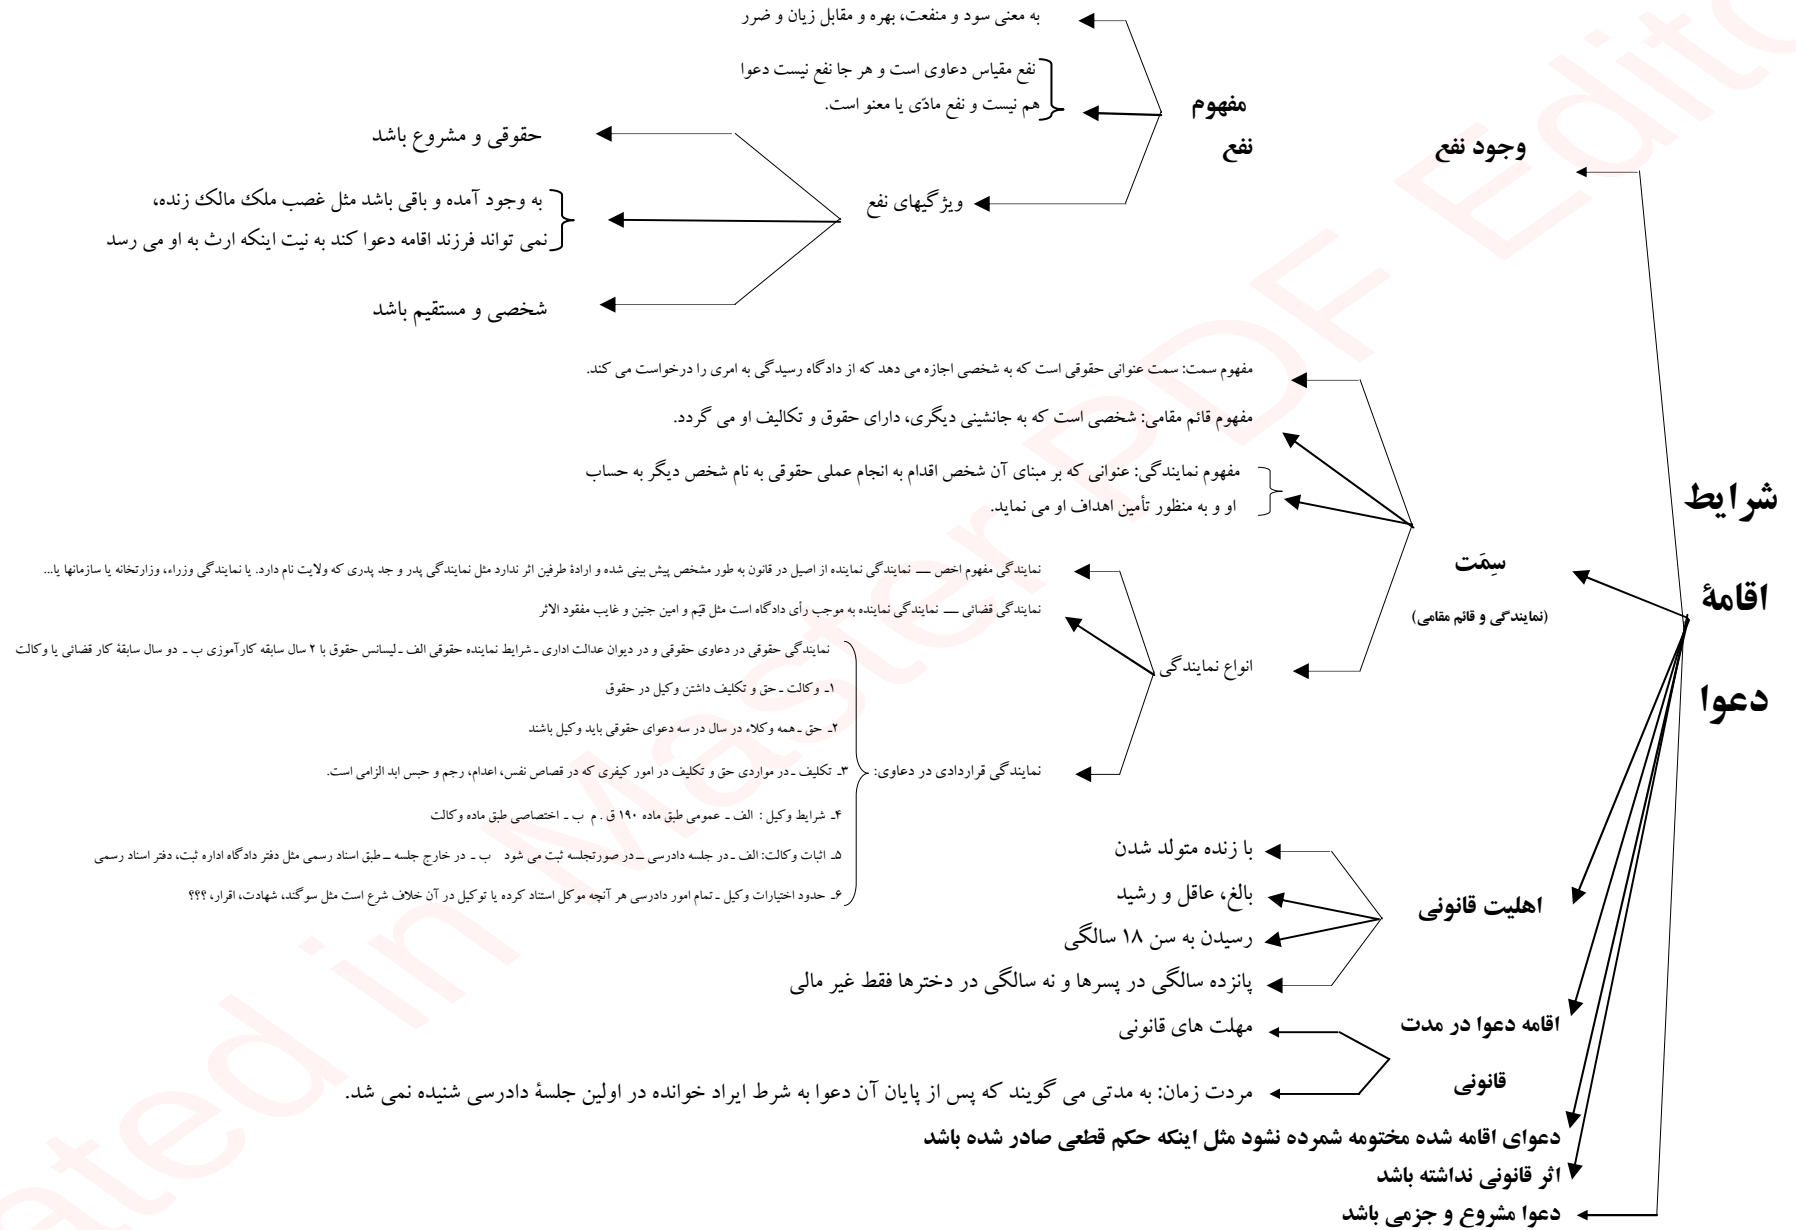 شرایط
اقامهٔ
دعوا
وجود نفع
مفهوم
نفع
به معنی سود و منفعت، بهره و مقابل زیان و ضرر
نفع مقیاس دعاوی است و هر جا نفع نیست دعوا
هم نیست و نفع مادّی یا معنو است.
ویژگیهای نفع
حقوقی و مشروع باشد
به وجود آمده و باقی باشد مثل غصب ملک مالک زنده،
نمی تواند فرزند اقامه دعوا کند به نیت اینکه ارث به او می رسد
شخصی و مستقیم باشد
سِمَت
(نمایندگی و قائم مقامی)
مفهوم سمت: سمت عنوانی حقوقی است که به شخصی اجازه می دهد که از دادگاه رسیدگی به امری را درخواست می کند.
مفهوم قائم مقامی: شخصی است که به جانشینی دیگری، دارای حقوق و تکالیف او می گردد.
مفهوم نمایندگی: عنوانی که بر مبنای آن شخص اقدام به انجام عملی حقوقی به نام شخص دیگر به حساب
او و به منظور تأمین اهداف او می نماید.
انواع نمایندگی
نمایندگی مفهوم اخص ــ نمایندگی نماینده از اصیل در قانون به طور مشخص پیش بینی شده و ارادهٔ طرفین اثر ندارد مثل نمایندگی پدر و جد پدری که ولایت نام دارد. یا نمایندگی وزراء، وزارتخانه یا سازمانها یا...
نمایندگی قضائی ــ نمایندگی نماینده به موجب رأی دادگاه است مثل قیّم و امین جنین و غایب مفقود الاثر
نمایندگی قراردادی در دعاوی:
نمایندگی حقوقی در دعاوی حقوقی و در دیوان عدالت اداری ـ شرایط نماینده حقوقی الف ـ لیسانس حقوق با ۲ سال سابقه کارآموزی ب ـ دو سال سابقهٔ کار قضائی یا وکالت
۱ـ وکالت ـ حق و تکلیف داشتن وکیل در حقوق
۲ـ حق ـ همه وکلاء در سال در سه دعوای حقوقی باید وکیل باشند
۳ـ تکلیف ـ در مواردی حق و تکلیف در امور کیفری که در قصاص نفس، اعدام، رجم و حبس ابد الزامی است.
۴ـ شرایط وکیل : الف ـ عمومی طبق ماده ۱۹۰ ق . م ب ـ اختصاصی طبق ماده وکالت
۵ـ اثبات وکالت: الف ـ در جلسه دادرسی ــ در صورتجلسه ثبت می شود ب ـ در خارج جلسه ــ طبق اسناد رسمی مثل دفتر دادگاه اداره ثبت، دفتر اسناد رسمی
۶ـ حدود اختیارات وکیل ـ تمام امور دادرسی هر آنچه موکل استناد کرده یا توکیل در آن خلاف شرع است مثل سوگند، شهادت، اقرار، ؟؟؟
اهلیت قانونی
با زنده متولد شدن
بالغ، عاقل و رشید
رسیدن به سن ۱۸ سالگی
پانزده سالگی در پسرها و نه سالگی در دخترها فقط غیر مالی
اقامه دعوا در مدت
قانونی
مهلت های قانونی
مردت زمان: به مدتی می گویند که پس از پایان آن دعوا به شرط ایراد خوانده در اولین جلسهٔ دادرسی شنیده نمی شد.
دعوای اقامه شده مختومه شمرده نشود مثل اینکه حکم قطعی صادر شده باشد
اثر قانونی نداشته باشد
دعوا مشروع و جزمی باشد
ated in Master PDF Edito